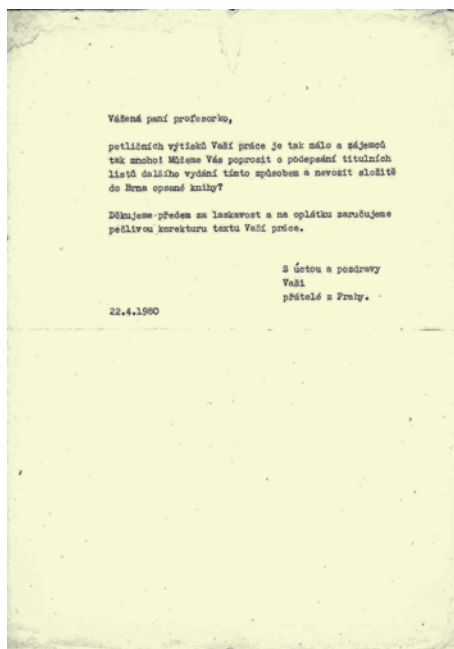 Vážená paní profesorko,
petličních výtisků Vaší práce je tak málo a zájemců
tak mnoho! Můžeme Vás poprosit o podepsání titulních
listů dalšího vydání tímto způsobem a nevozit složitě
do Brna opsané knihy?
Děkujeme předem za laskavost a na oplátku zaručujeme
pečlivou korekturu textu Vaší práce.
S úctou a pozdravy
Vaši
přátelé z Prahy.
22.4.1980